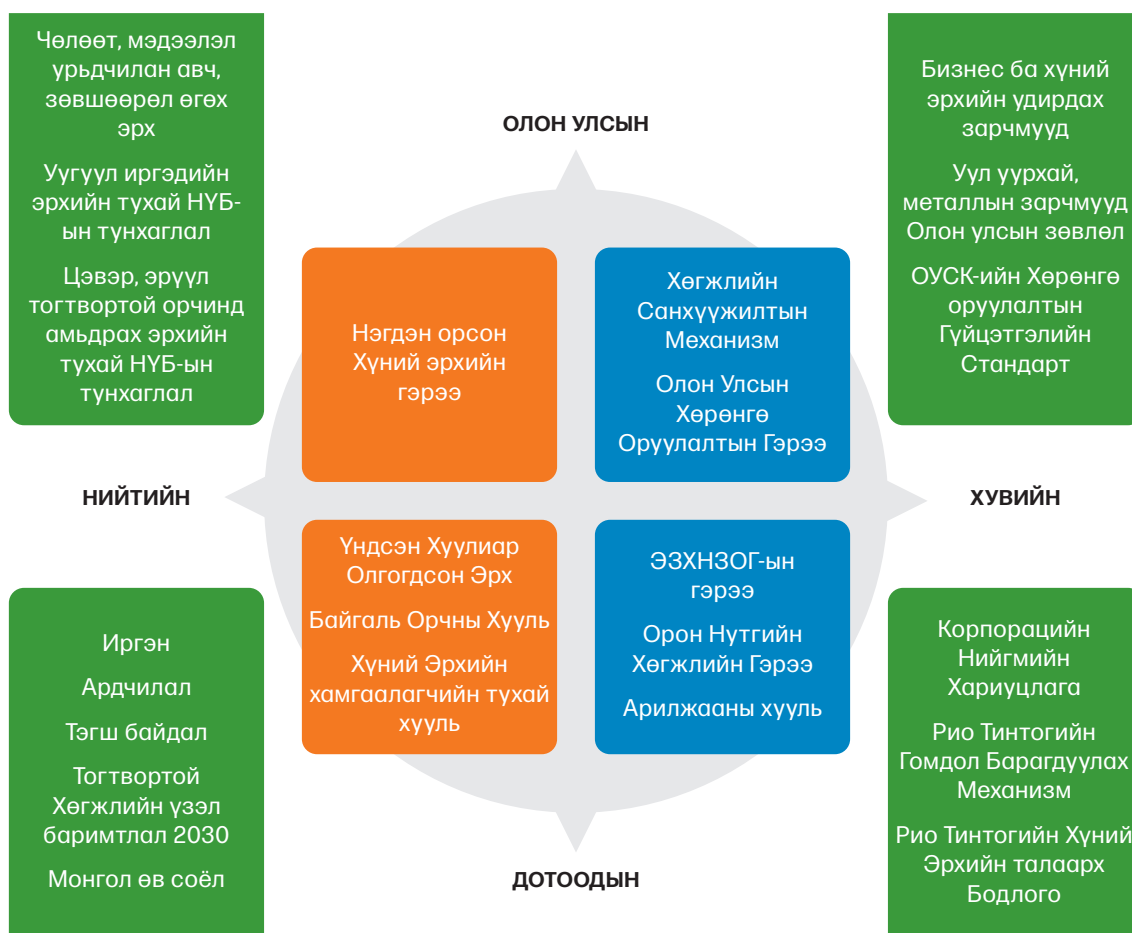 Чөлөөт, мэдээлэл
урьдчилан авч,
зөвшөөрөл өгөх
эрх
Уугуул иргэдийн
эрхийн тухай НҮБ-
ын тунхаглал
Цэвэр, эрүүл
тогтвортой орчинд
амьдрах эрхийн
тухай НҮБ-ын
тунхаглал
ОЛОН УЛСЫН
Бизнес ба хүний
эрхийн удирдах
зарчмууд
Уул уурхай,
металлын зарчмууд
Олон улсын зөвлөл
ОУСК-ийн Хөрөнгө
оруулалтын
Гүйцэтгэлийн
Стандарт
Нэгдэн орсон
Хүний эрхийн
гэрээ
Хөгжлийн
Санхүүжилтын
Механизм
Олон Улсын
Хөрөнгө
Оруулалтын Гэрээ
НИЙТИЙН
ХУВИЙН
Үндсэн Хуулиар
Олгогдсон Эрх
Байгаль Орчны Хууль
Хүний Эрхийн
хамгаалагчийн тухай
хууль
ЭЗХНЗОГ-ын
гэрээ
Орон Нутгийн
Хөгжлийн Гэрээ
Арилжааны хууль
Иргэн
Ардчилал
Тэгш байдал
Тогтвортой
Хөгжлийн үзэл
баримтлал 2030
Монгол өв соёл
Корпорацийн
Нийгмийн
Хариуцлага
Рио Тинтогийн
Гомдол Барагдуулах
Механизм
Рио Тинтогийн Хүний
Эрхийн талаарх
Бодлого
ДОТООДЫН